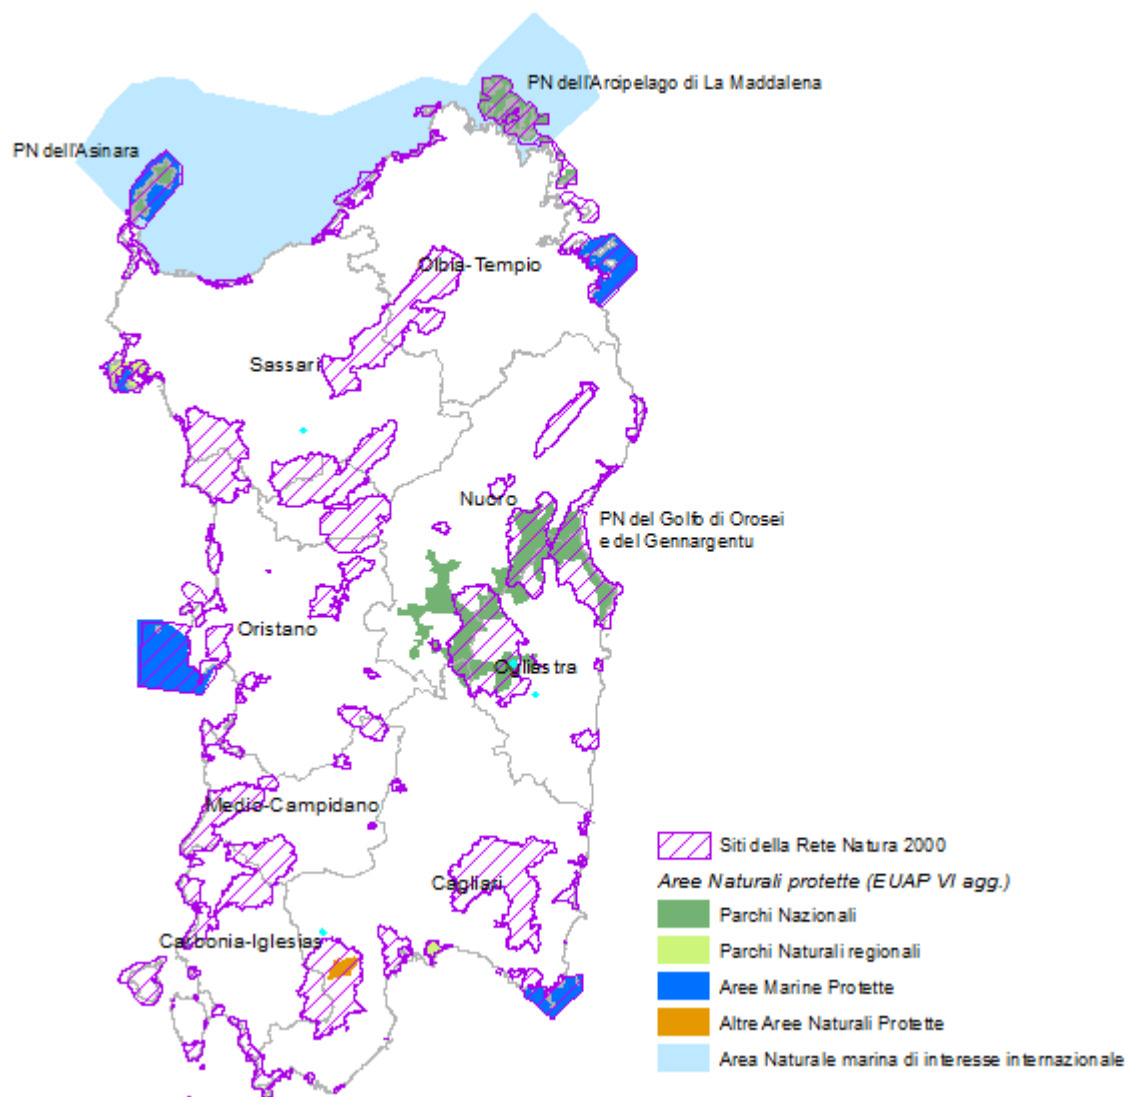 PN dell'Arcipelago di La Maddalena
PN dell'Asinara
Olbia-Tempio
Sassari
Nuoro
PN del Golfo di Orosei
e del Gennargentu
Oristano
Ogliastra
Medio-Campidano
Cagliari
Carbonia-Iglesias
Siti della Rete Natura 2000
Aree Naturali protette (EUAP VI agg.)
Parchi Nazionali
Parchi Naturali regionali
Aree Marine Protette
Altre Aree Naturali Protette
Area Naturale marina di interesse internazionale